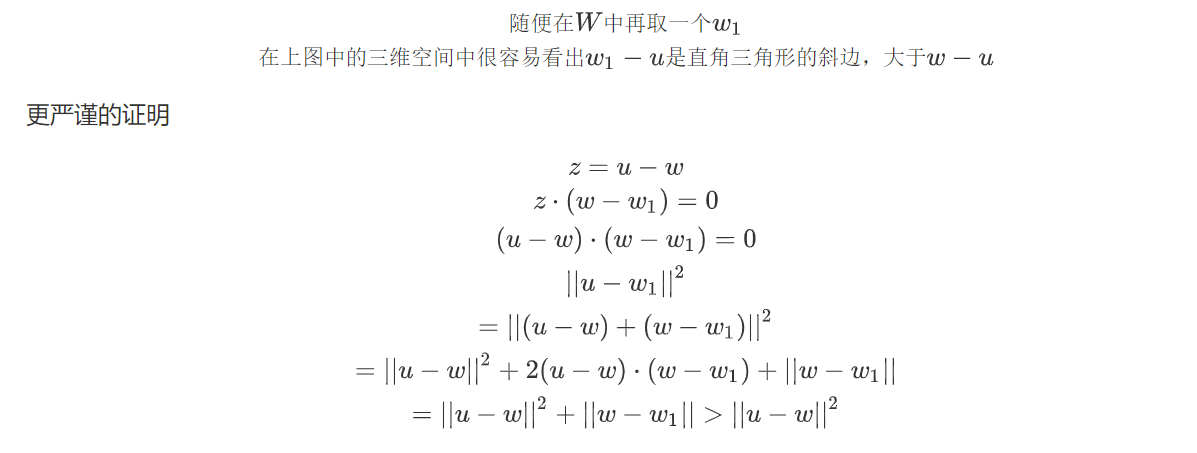 随便在W中再取一个w₁
在上图中的三维空间中很容易看出w₁ − u是直角三角形的斜边，大于w − u
更严谨的证明
z = u − w
z · (w − w₁) = 0
(u − w) · (w − w₁) = 0
||u − w₁||²
= ||(u − w) + (w − w₁)||²
= ||u − w||² + 2(u − w) · (w − w₁) + ||w − w₁||
= ||u − w||² + ||w − w₁|| > ||u − w||²